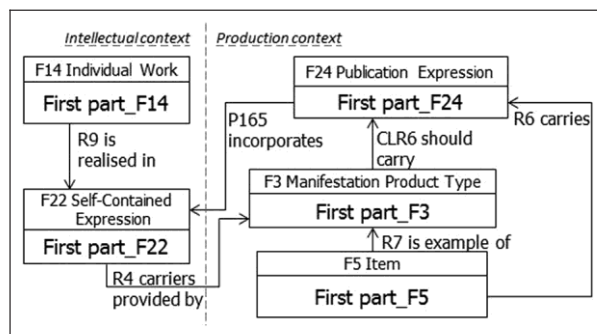 Intellectual context
Production context
F14 Individual Work
First part_F14
F24 Publication Expression
First part_F24
R9 is
realised in
P165
incorporates
CLR6 should
carry
R6 carries
F22 Self-Contained
Expression
First part_F22
F3 Manifestation Product Type
First part_F3
R4 carriers
provided by
R7 is example of
F5 Item
First part_F5